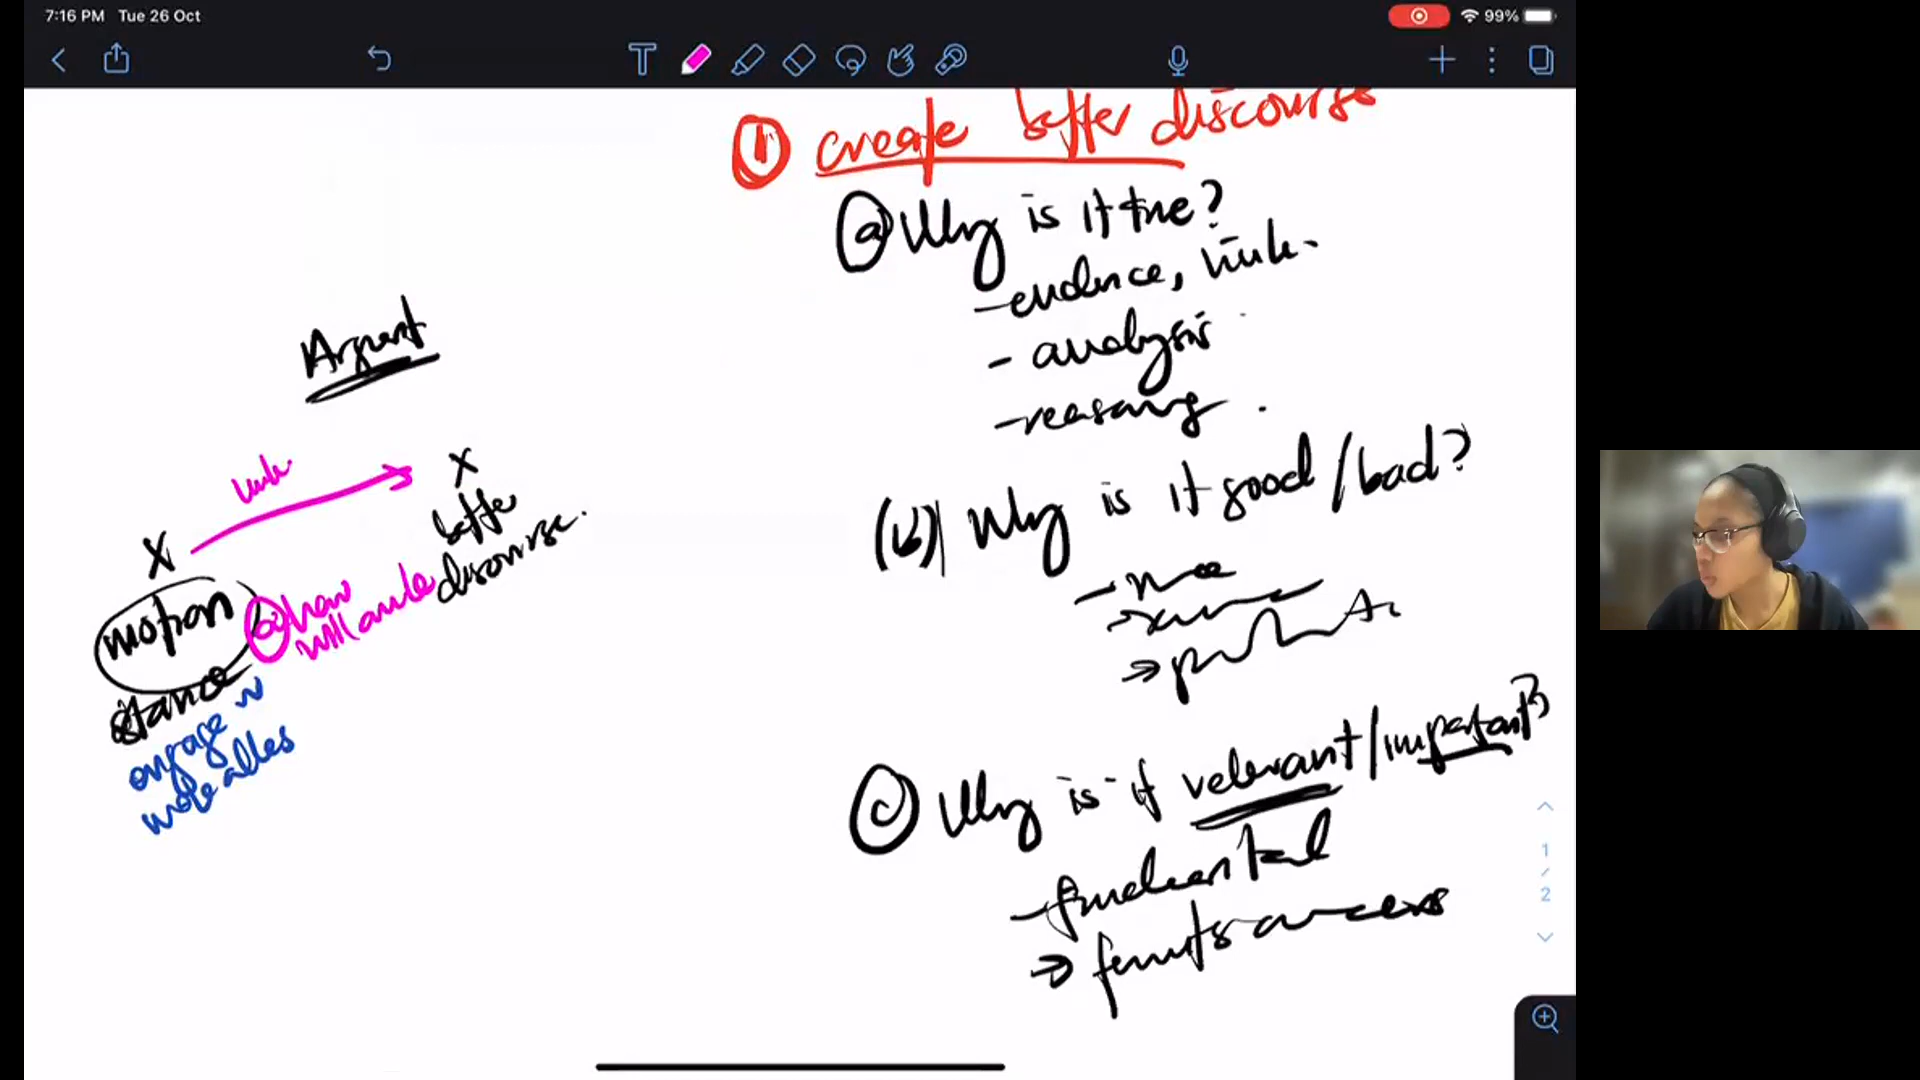 7:16 PM Tue 26 Oct
99%
① create better discourse
ⓐ Why is it true?
- evidence, link.
- analysis
- reasoning
(b) Why is it good/bad?
ⓒ Why is it relevant/important?
- fundamental
Argument
link
X
X
better
discourse.
motion
ⓐ how
will
stance
engage w
more allies
1
2